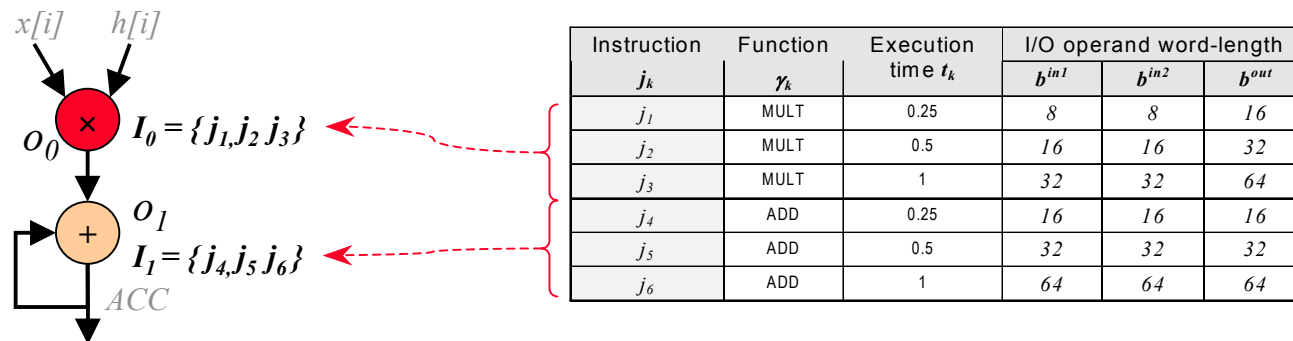 x[i] h[i]
×
O0 I0 = {j1,j2 j3}
O1
+
I1 = {j4,j5 j6}
ACC
Instruction Function Execution I/O operand word-length
jk γk time tk b^in1 b^in2 b^out
j1 MULT 0.25 8 8 16
j2 MULT 0.5 16 16 32
j3 MULT 1 32 32 64
j4 ADD 0.25 16 16 16
j5 ADD 0.5 32 32 32
j6 ADD 1 64 64 64